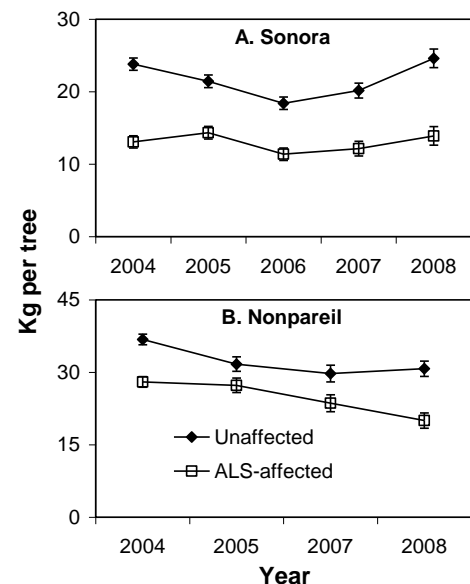 Kg per tree
A. Sonora
30
20
10
0
2004 2005 2006 2007 2008
B. Nonpareil
45
30
15
0
Unaffected
ALS-affected
2004 2005 2007 2008
Year